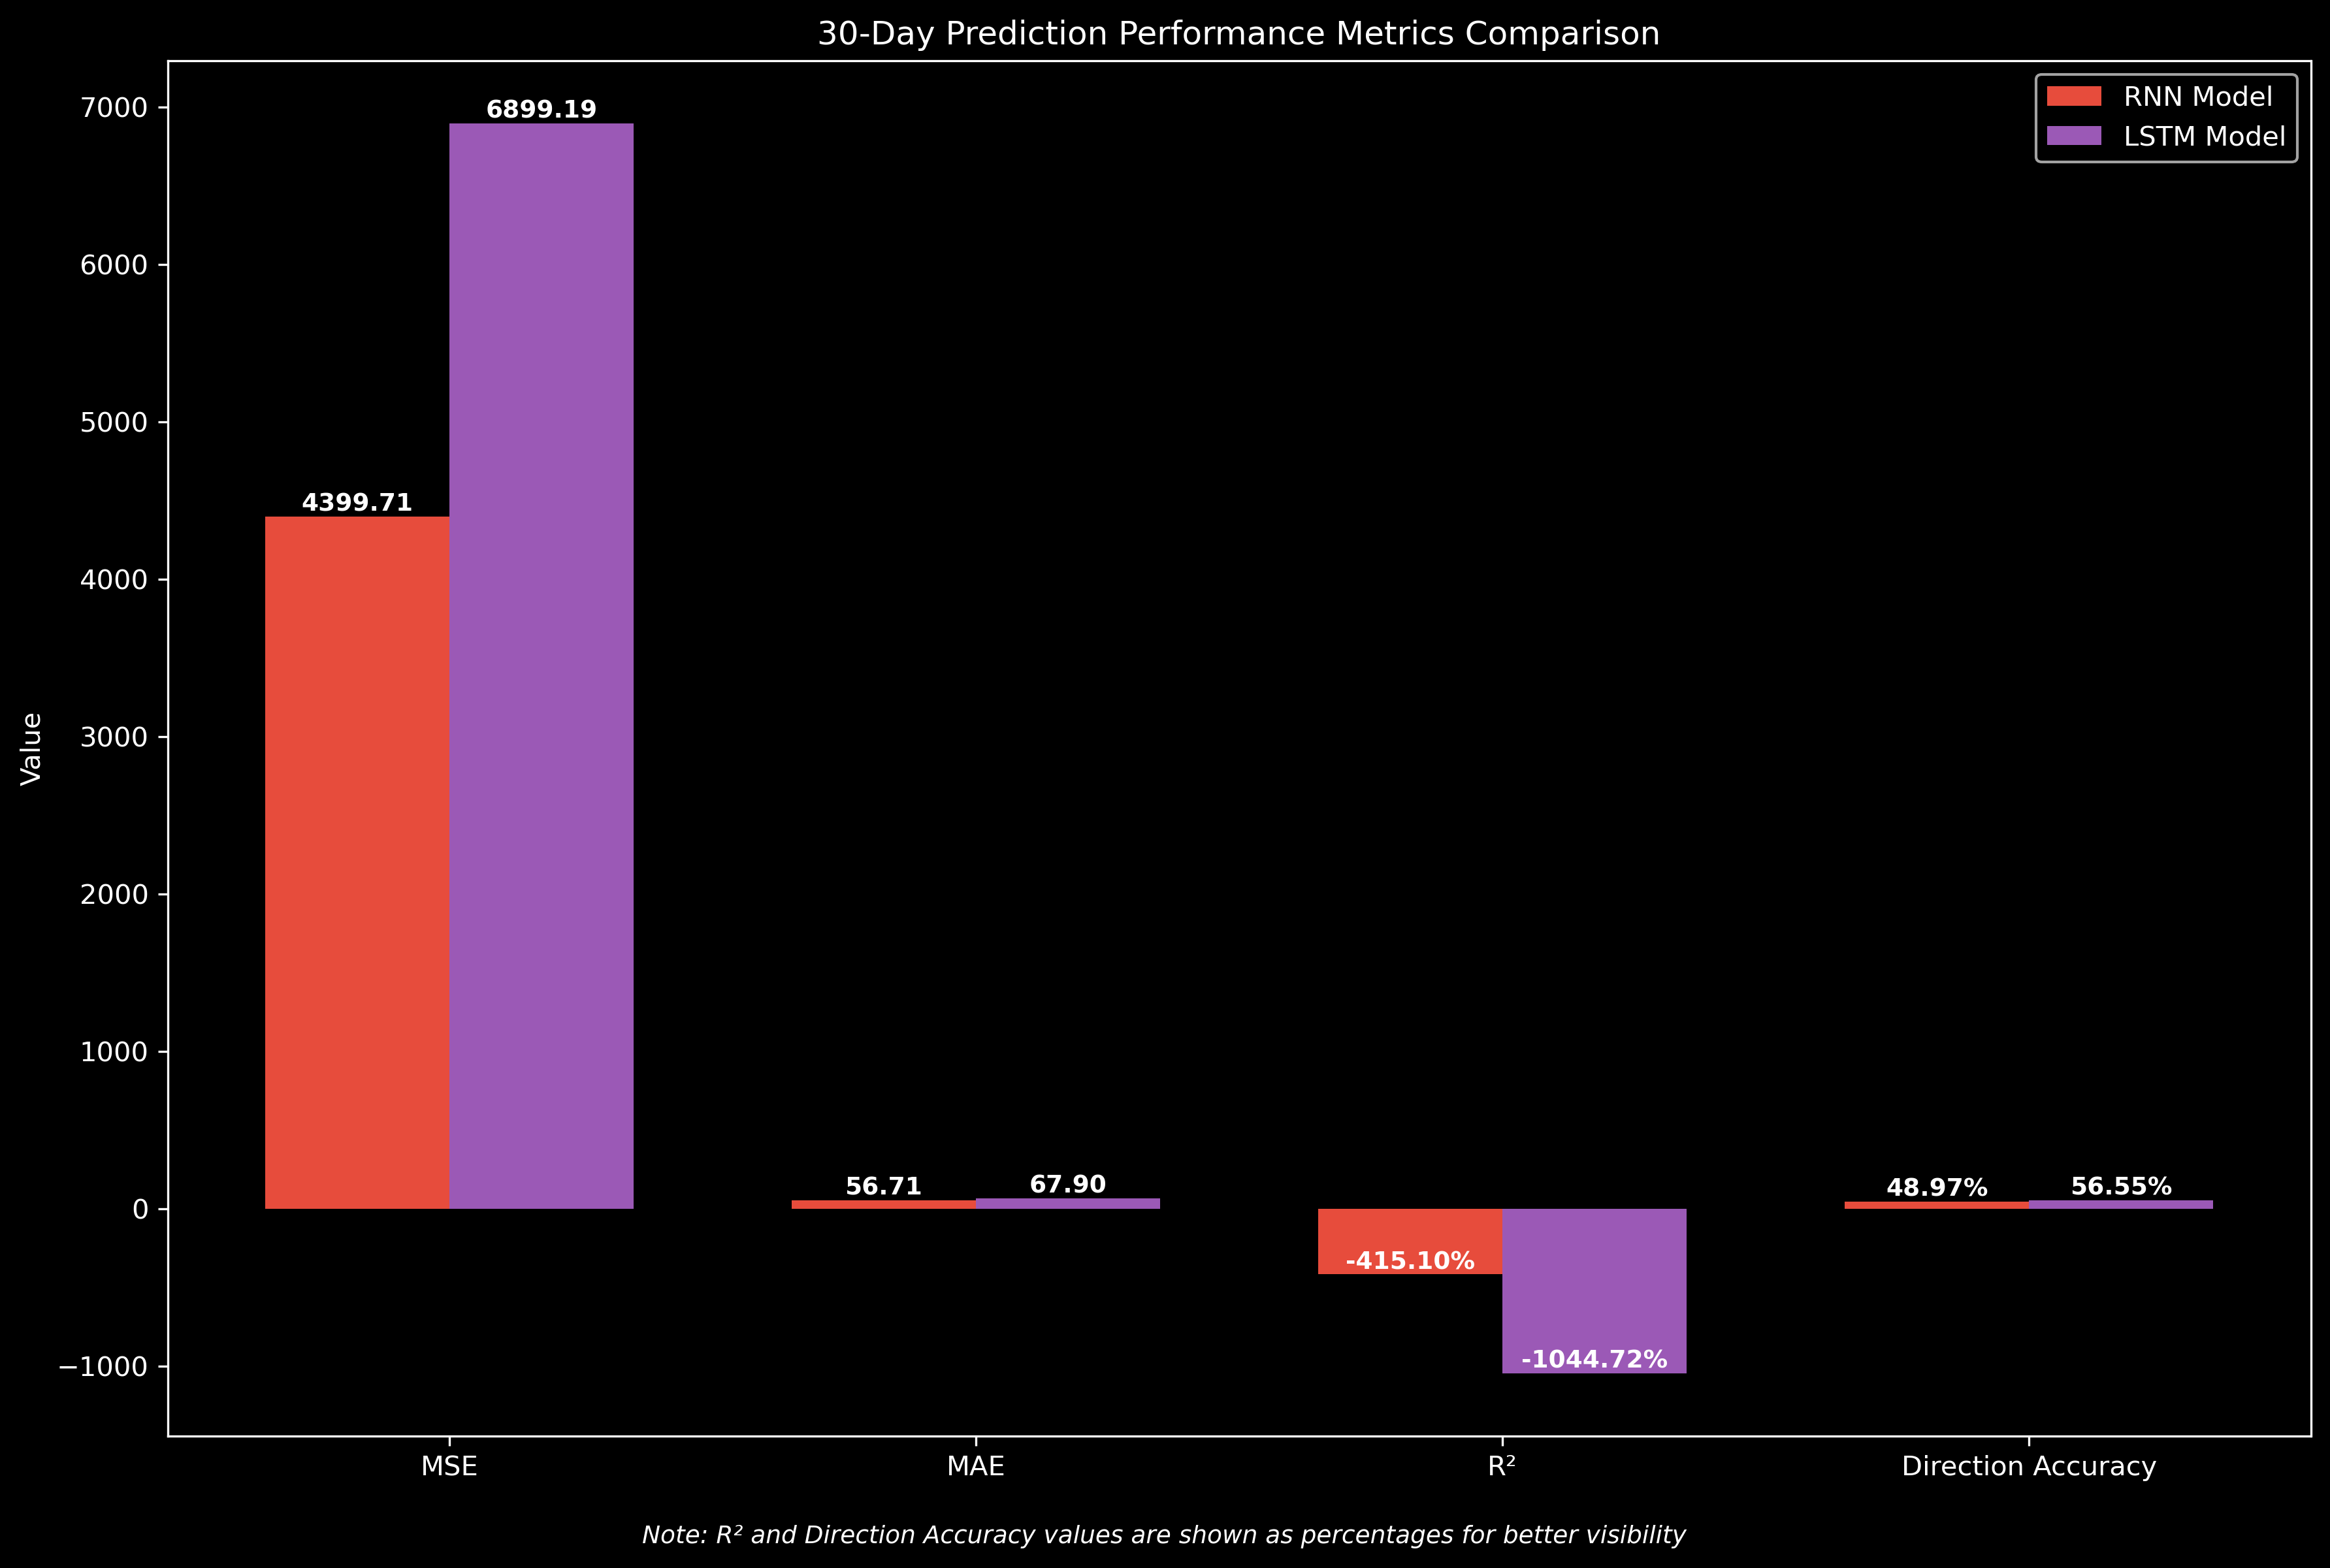 30-Day Prediction Performance Metrics Comparison
RNN Model
LSTM Model
Value
7000
6000
5000
4000
3000
2000
1000
0
−1000
4399.71
6899.19
56.71
67.90
-415.10%
-1044.72%
48.97%
56.55%
MSE
MAE
R²
Direction Accuracy
Note: R² and Direction Accuracy values are shown as percentages for better visibility